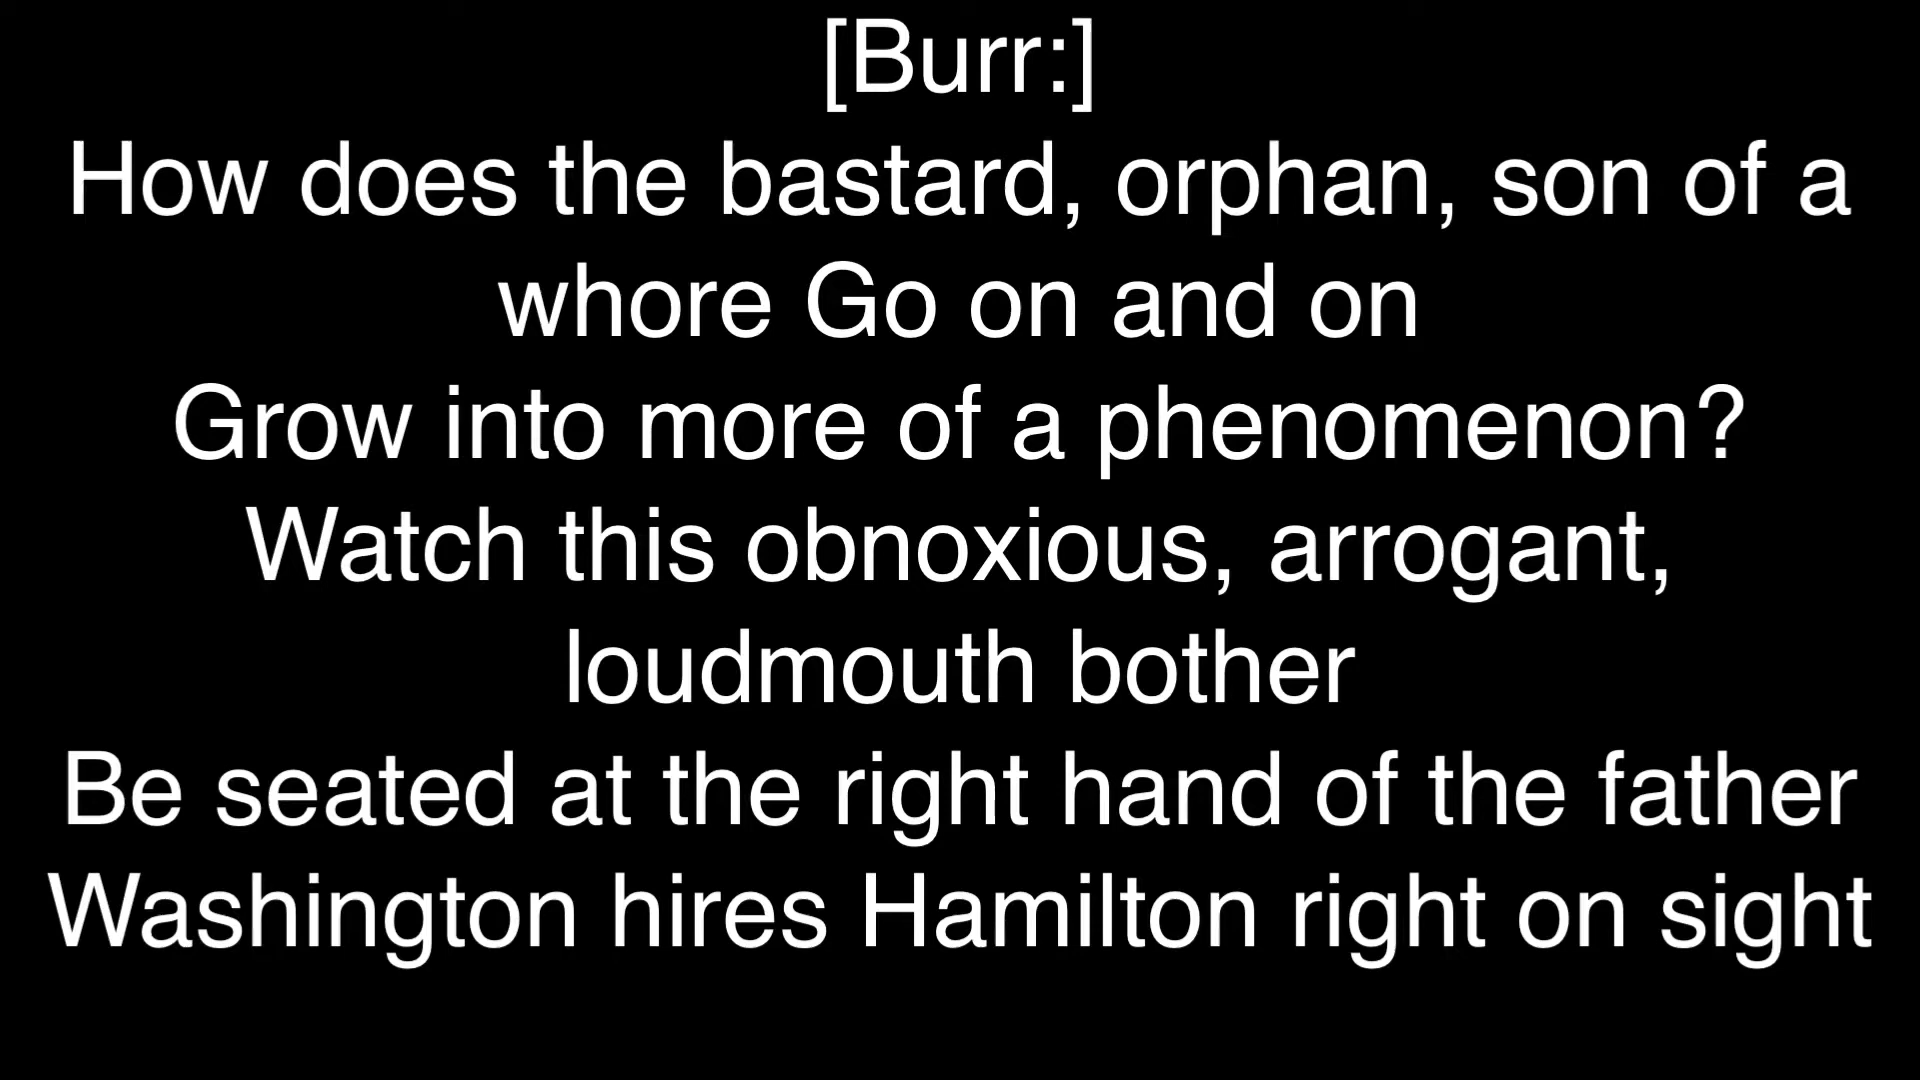 [Burr:]
How does the bastard, orphan, son of a
whore Go on and on
Grow into more of a phenomenon?
Watch this obnoxious, arrogant,
loudmouth bother
Be seated at the right hand of the father
Washington hires Hamilton right on sight